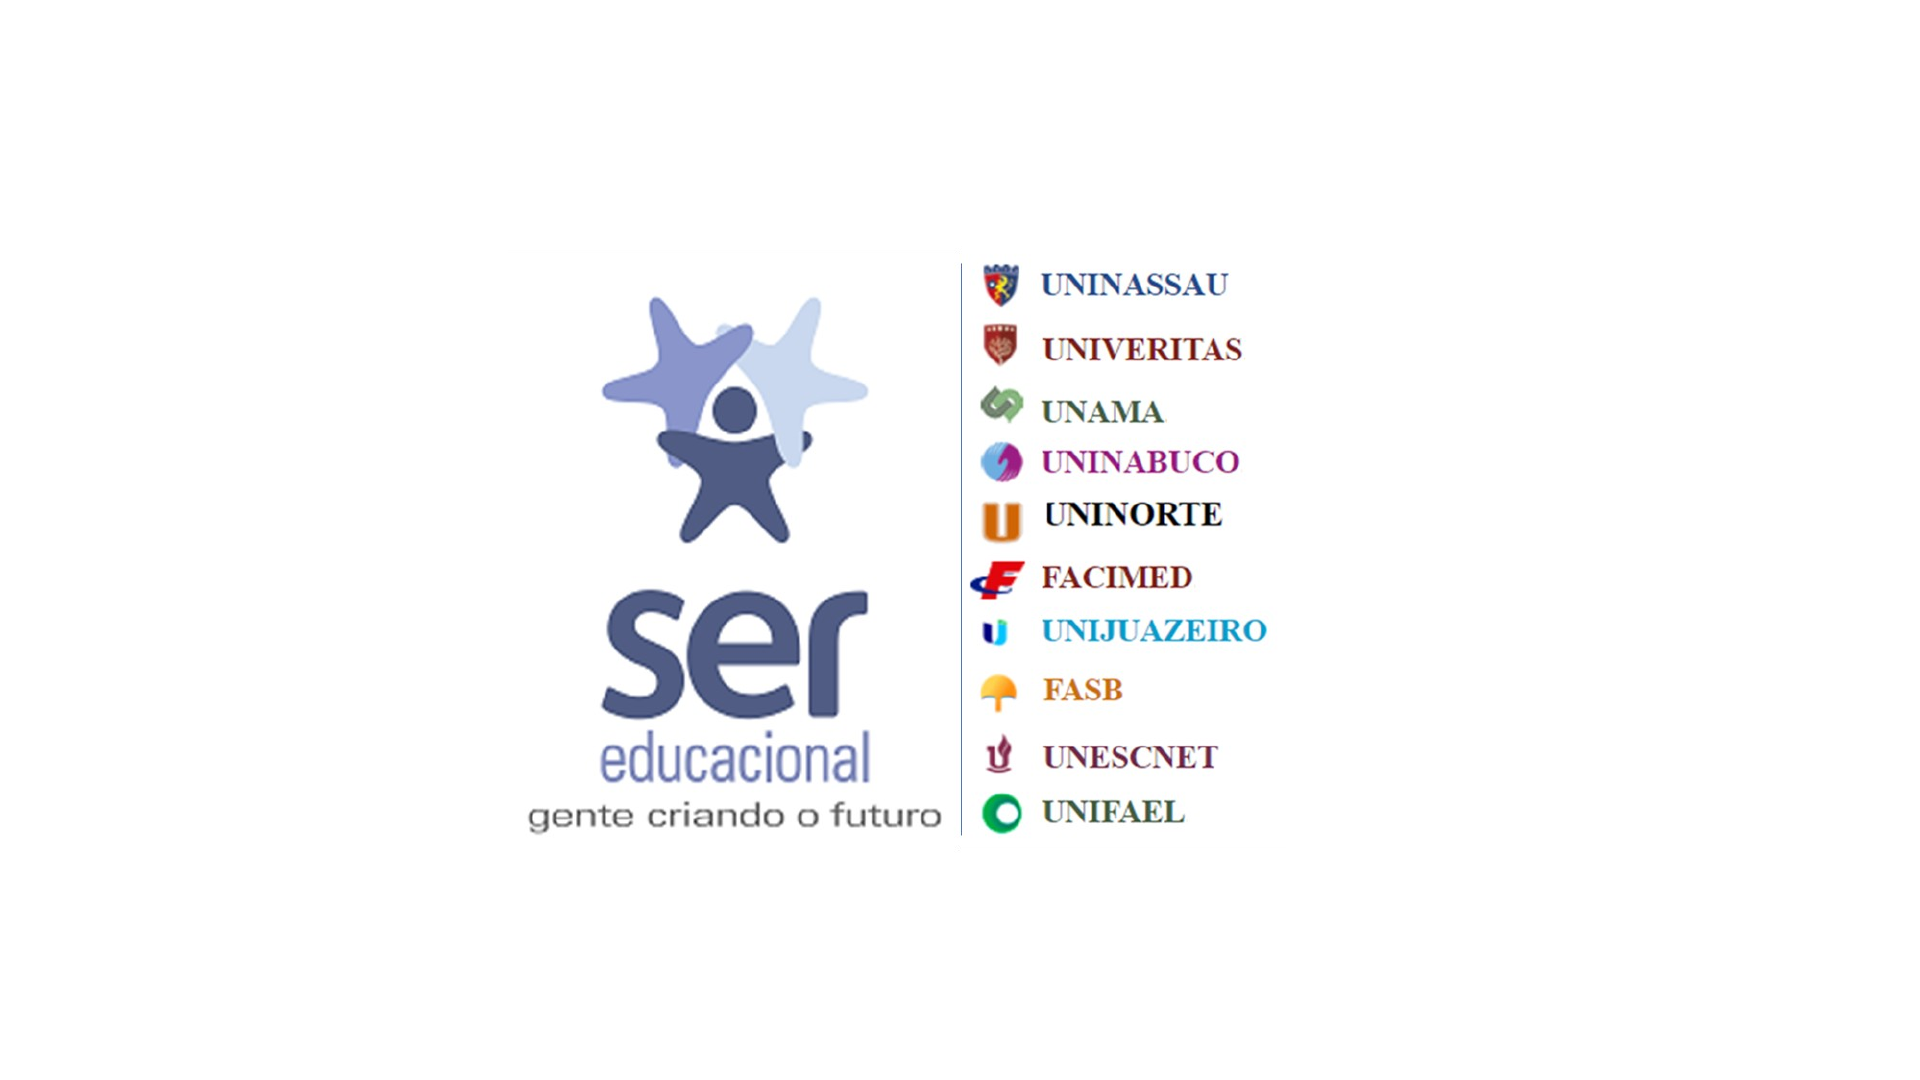 ser
educacional
gente criando o futuro
UNINASSAU
UNIVERITAS
UNAMA
UNINABUCO
UNINORTE
FACIMED
UNIJUAZEIRO
FASB
UNESCNET
UNIFAEL